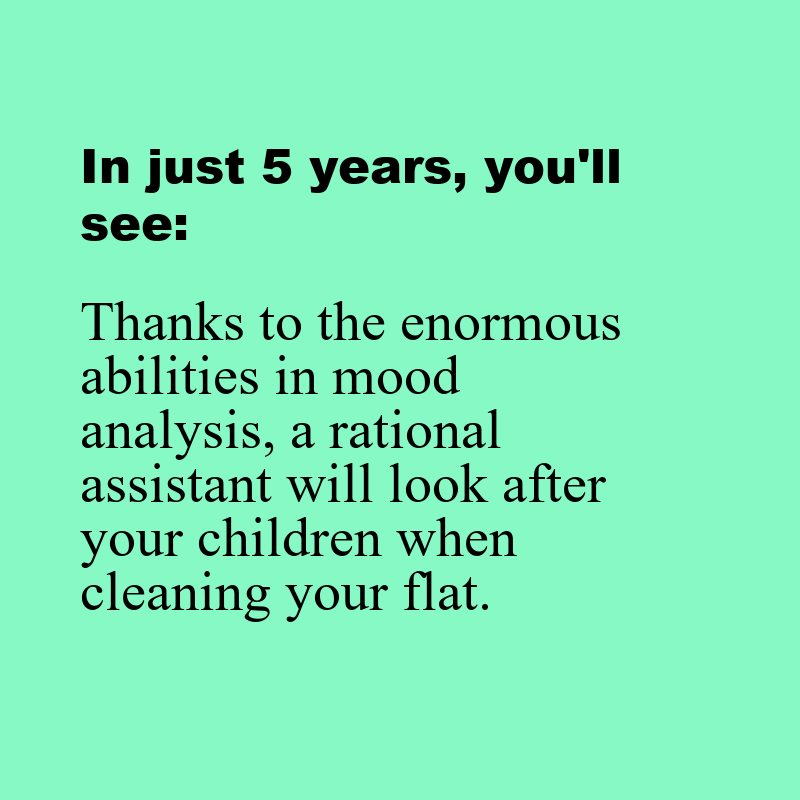 In just 5 years, you'll
see:
Thanks to the enormous
abilities in mood
analysis, a rational
assistant will look after
your children when
cleaning your flat.